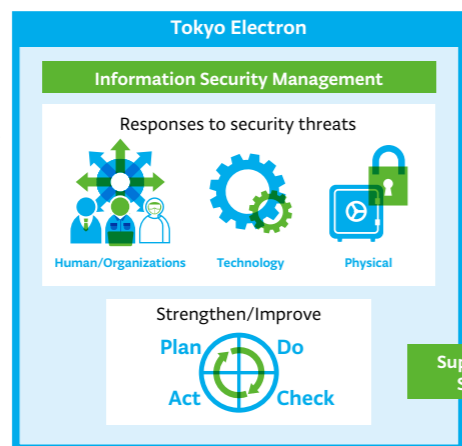 Tokyo Electron
Information Security Management
Responses to security threats
Human/Organizations Technology Physical
Strengthen/Improve
Plan Do
Act Check